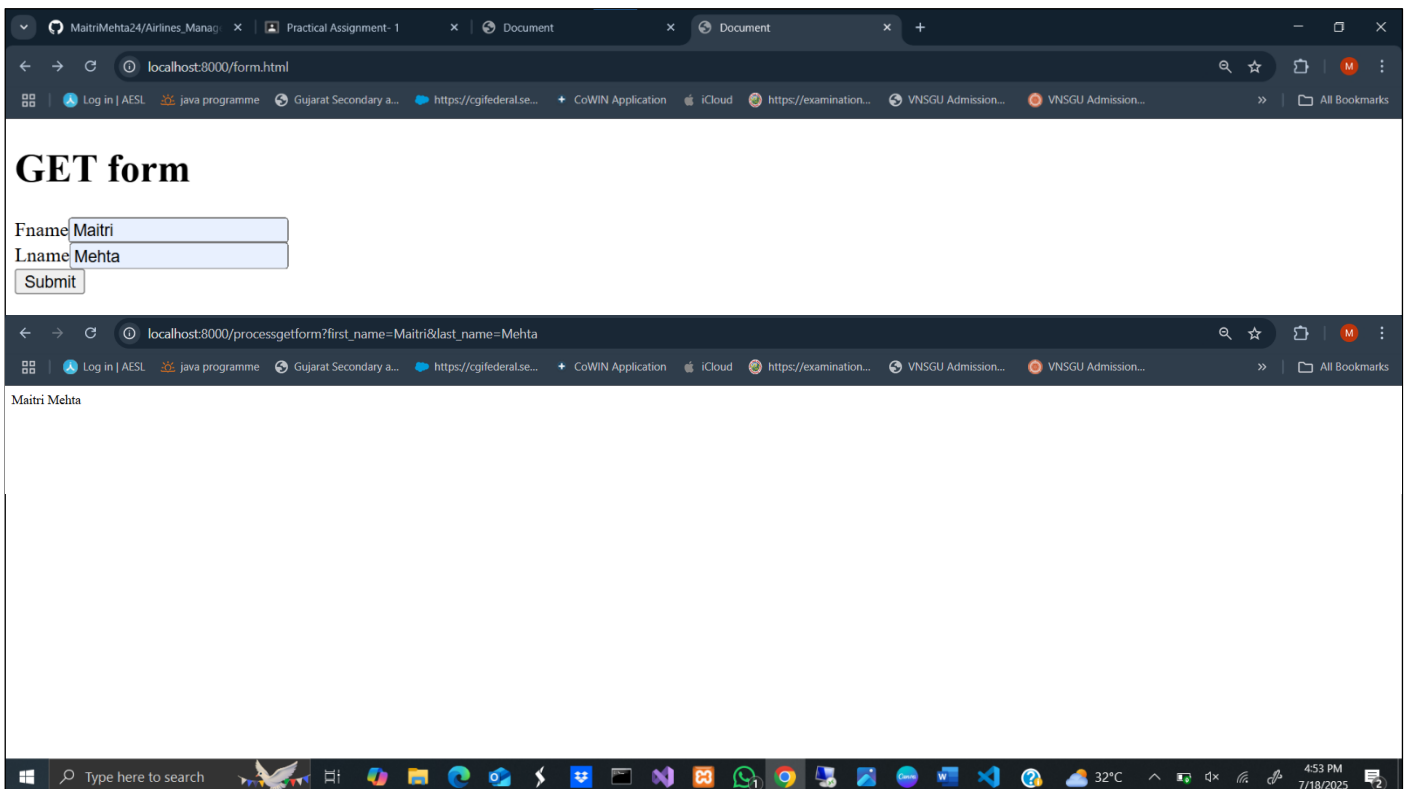 MaitriMehta24/Airlines_Manage Practical Assignment- 1 Document Document
localhost:8000/form.html
Log in | AESL java programme Gujarat Secondary a... https://cgifederal.se... CoWIN Application iCloud https://examination... VNSGU Admission... VNSGU Admission... » All Bookmarks
GET form
Fname Maitri
Lname Mehta
Submit
localhost:8000/processgetform?first_name=Maitri&last_name=Mehta
Log in | AESL java programme Gujarat Secondary a... https://cgifederal.se... CoWIN Application iCloud https://examination... VNSGU Admission... VNSGU Admission... » All Bookmarks
Maitri Mehta
Type here to search 32°C 4:53 PM
7/18/2025